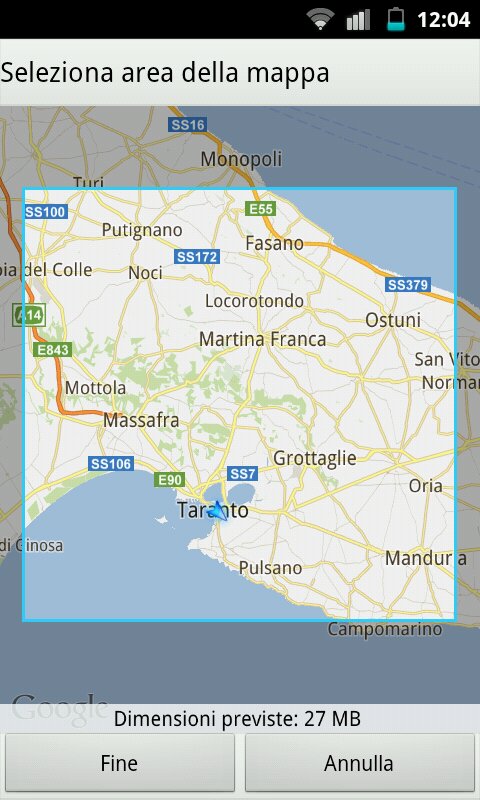 12:04
Seleziona area della mappa
SS16
Monopoli
Turi
SS100
E55
Putignano
Fasano
SS172
del Colle
Noci
SS379
Locorotondo
A14
Ostuni
Martina Franca
E843
San Vito
Mottola
Massafra
Grottaglie
SS106
SS7
E90
Oria
Taranto
di Ginosa
Manduria
Pulsano
Campomarino
Google
Dimensioni previste: 27 MB
Fine Annulla